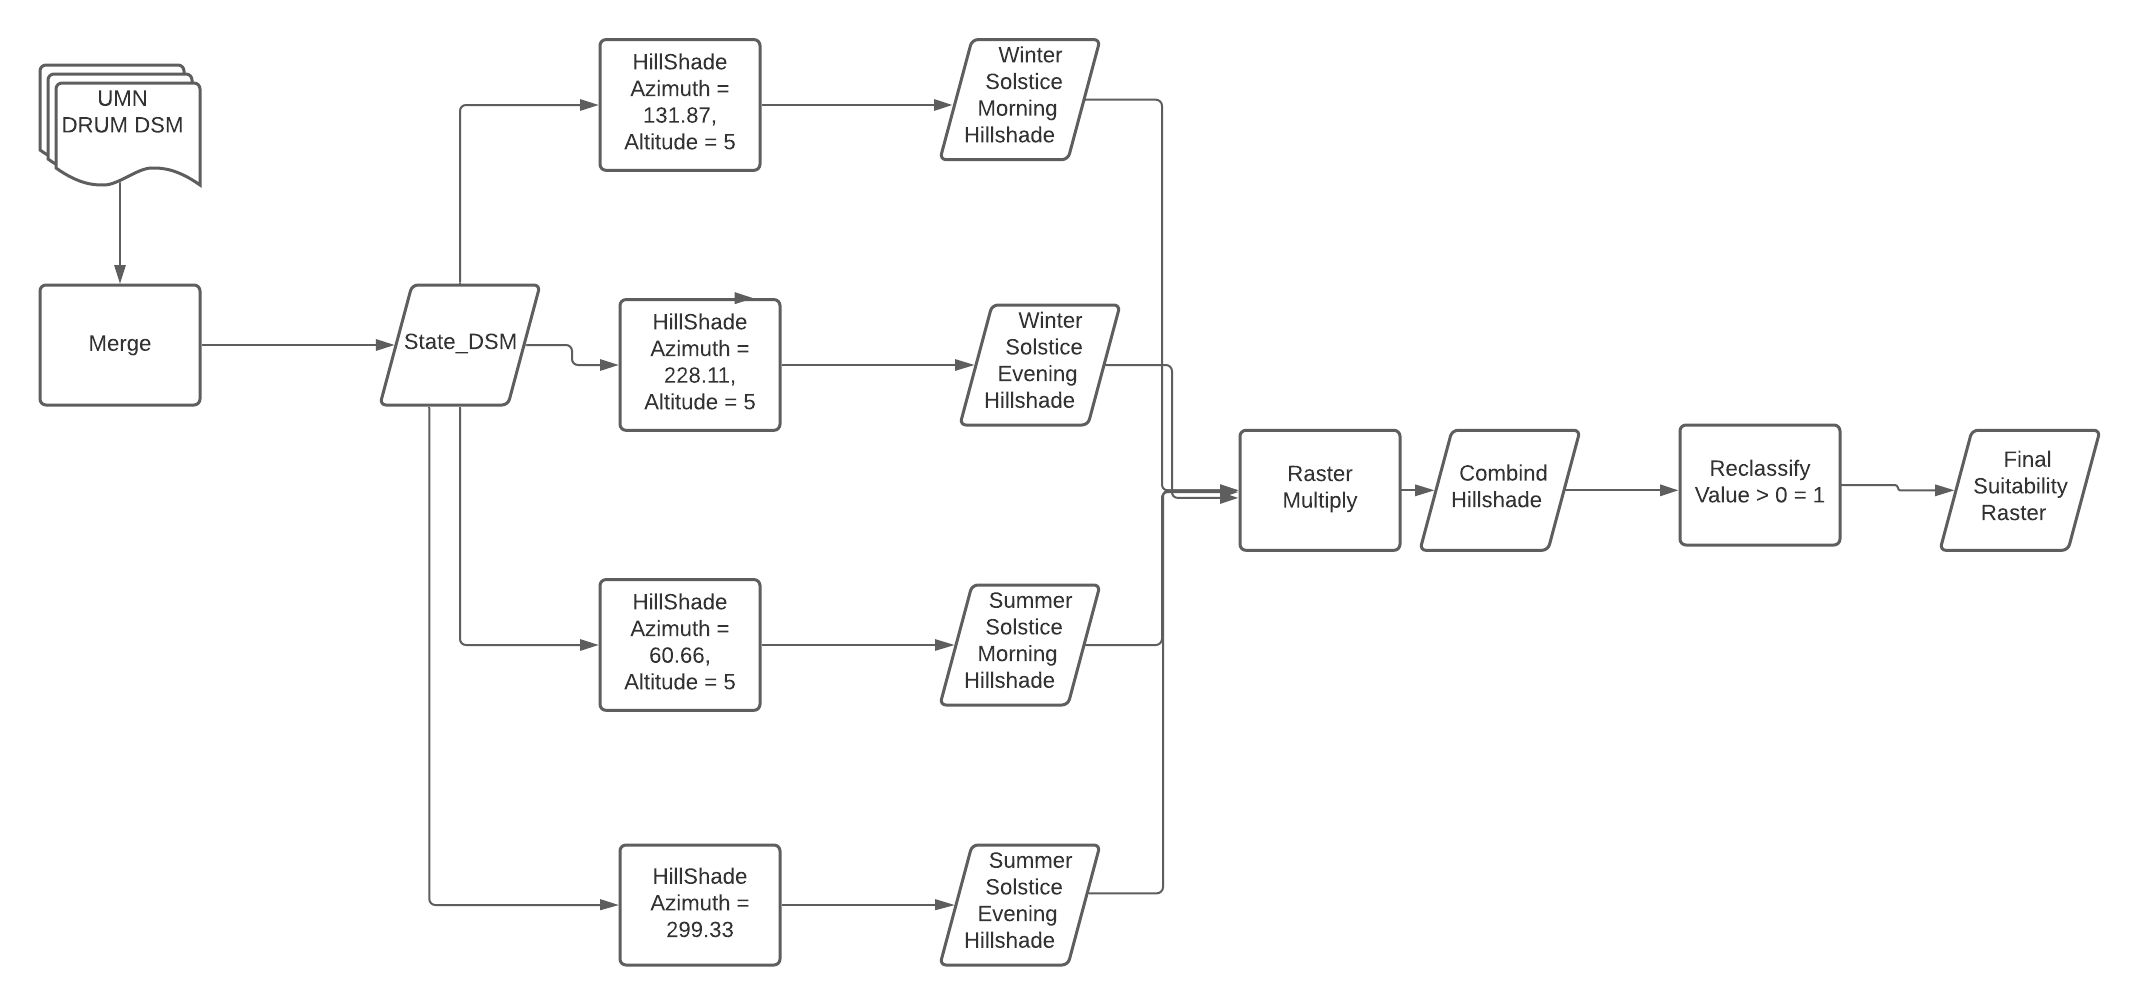 UMN
DRUM DSM
Merge
State_DSM
HillShade
Azimuth =
131.87,
Altitude = 5
Winter
Solstice
Morning
Hillshade
HillShade
Azimuth =
228.11,
Altitude = 5
Winter
Solstice
Evening
Hillshade
HillShade
Azimuth =
60.66,
Altitude = 5
Summer
Solstice
Morning
Hillshade
HillShade
Azimuth =
299.33
Summer
Solstice
Evening
Hillshade
Raster
Multiply
Combind
Hillshade
Reclassify
Value > 0 = 1
Final
Suitability
Raster